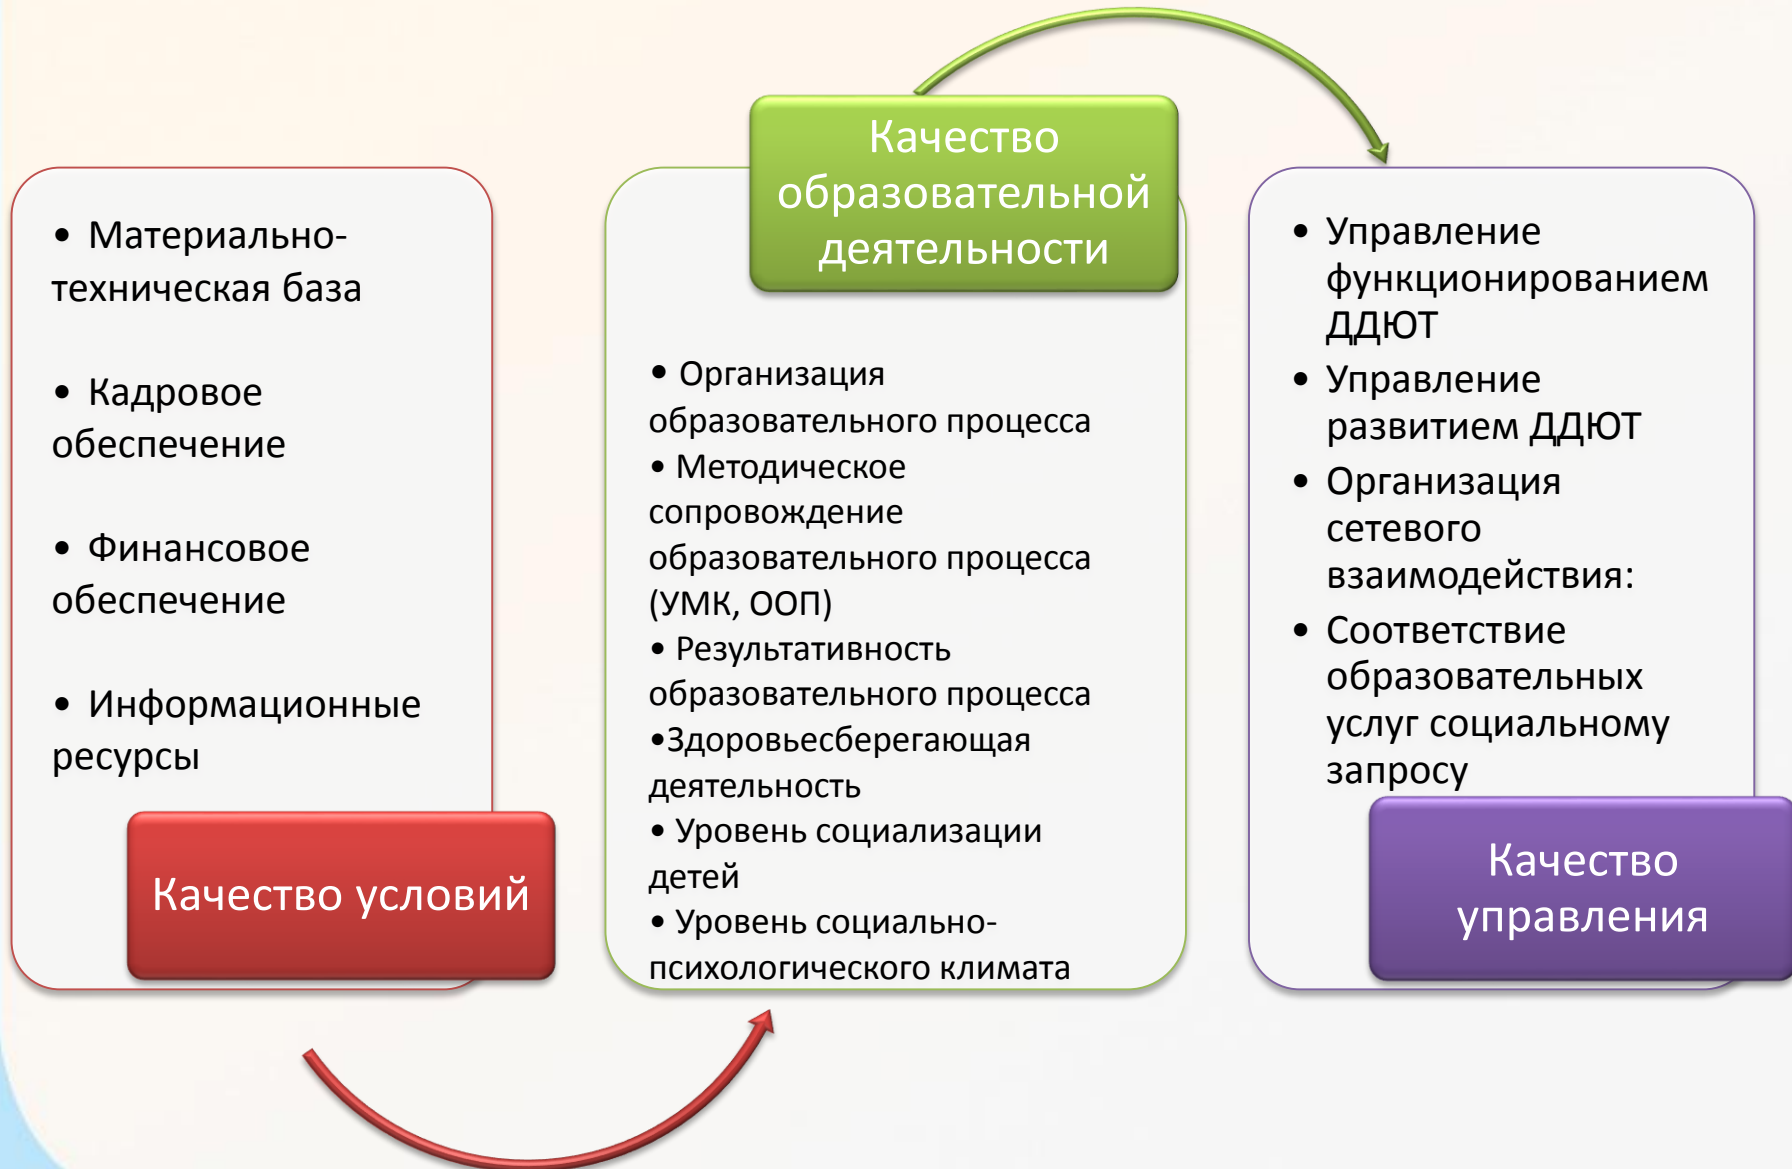 • Материально-
техническая база
• Кадровое
обеспечение
• Финансовое
обеспечение
• Информационные
ресурсы
Качество условий
Качество
образовательной
деятельности
• Организация
образовательного процесса
• Методическое
сопровождение
образовательного процесса
(УМК, ООП)
• Результативность
образовательного процесса
•Здоровьесберегающая
деятельность
• Уровень социализации
детей
• Уровень социально-
психологического климата
• Управление
функционированием
ДДЮТ
• Управление
развитием ДДЮТ
• Организация
сетевого
взаимодействия:
• Соответствие
образовательных
услуг социальному
запросу
Качество
управления